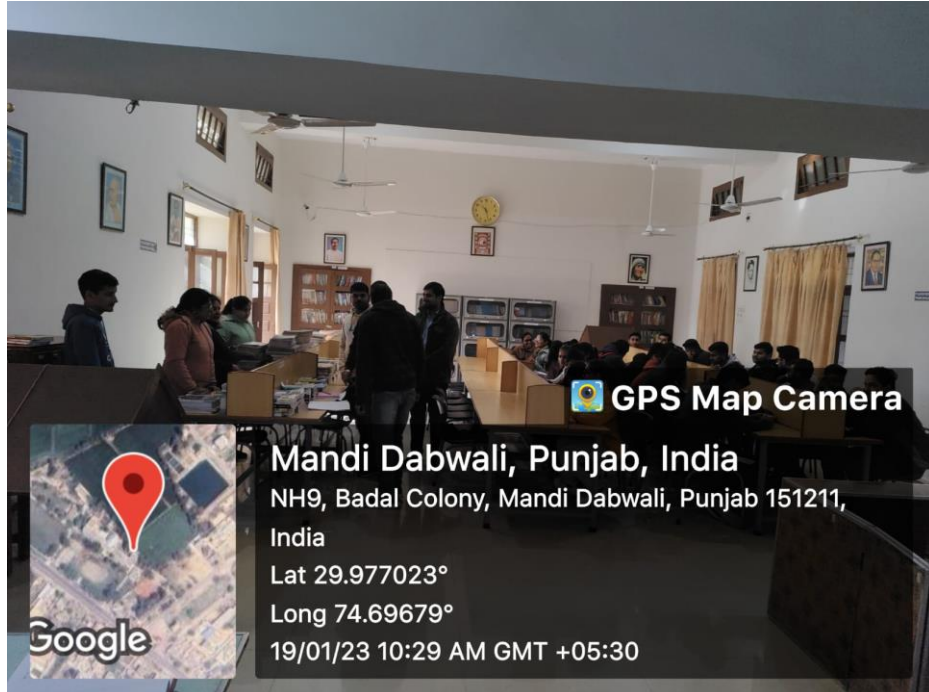 GPS Map Camera
Mandi Dabwali, Punjab, India
NH9, Badal Colony, Mandi Dabwali, Punjab 151211,
India
Lat 29.977023°
Long 74.69679°
19/01/23 10:29 AM GMT +05:30
Google